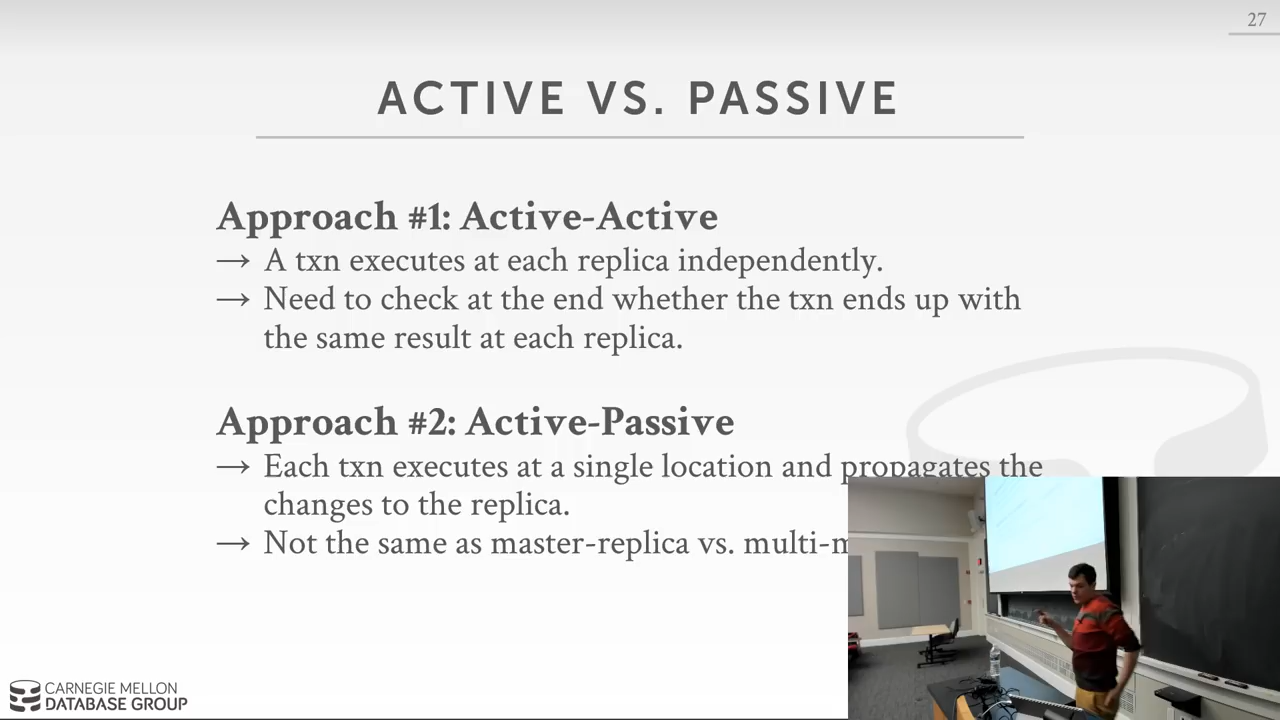 27
ACTIVE VS. PASSIVE
Approach #1: Active-Active
→ A txn executes at each replica independently.
→ Need to check at the end whether the txn ends up with
the same result at each replica.
Approach #2: Active-Passive
→ Each txn executes at a single location and propagates the
changes to the replica.
→ Not the same as master-replica vs. multi-m
CARNEGIE MELLON
DATABASE GROUP